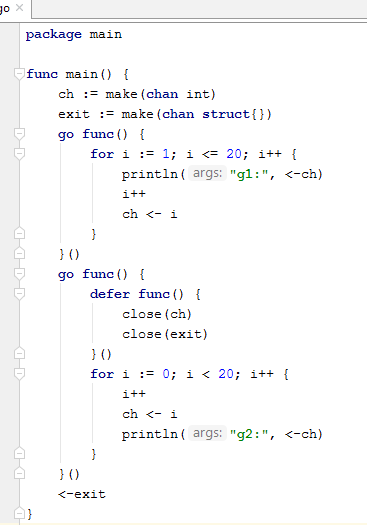 go
package main
func main() {
    ch := make(chan int)
    exit := make(chan struct{})
    go func() {
        for i := 1; i <= 20; i++ {
            println( args: "g1:", <-ch)
            i++
            ch <- i
        }
    }()
    go func() {
        defer func() {
            close(ch)
            close(exit)
        }()
        for i := 0; i < 20; i++ {
            i++
            ch <- i
            println( args: "g2:", <-ch)
        }
    }()
    <-exit
}